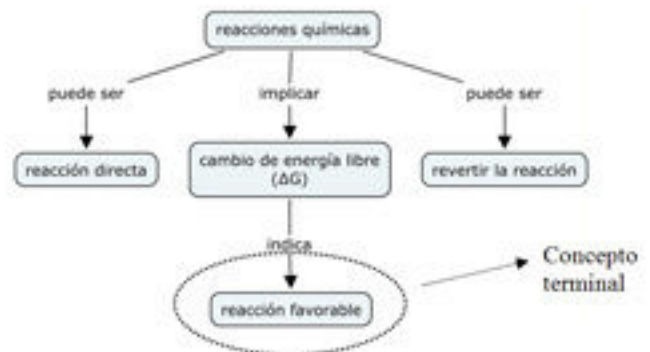 reacciones químicas
puede ser
implicar
puede ser
reacción directa
cambio de energía libre
(ΔG)
revertir la reacción
indica
reacción favorable
Concepto
terminal